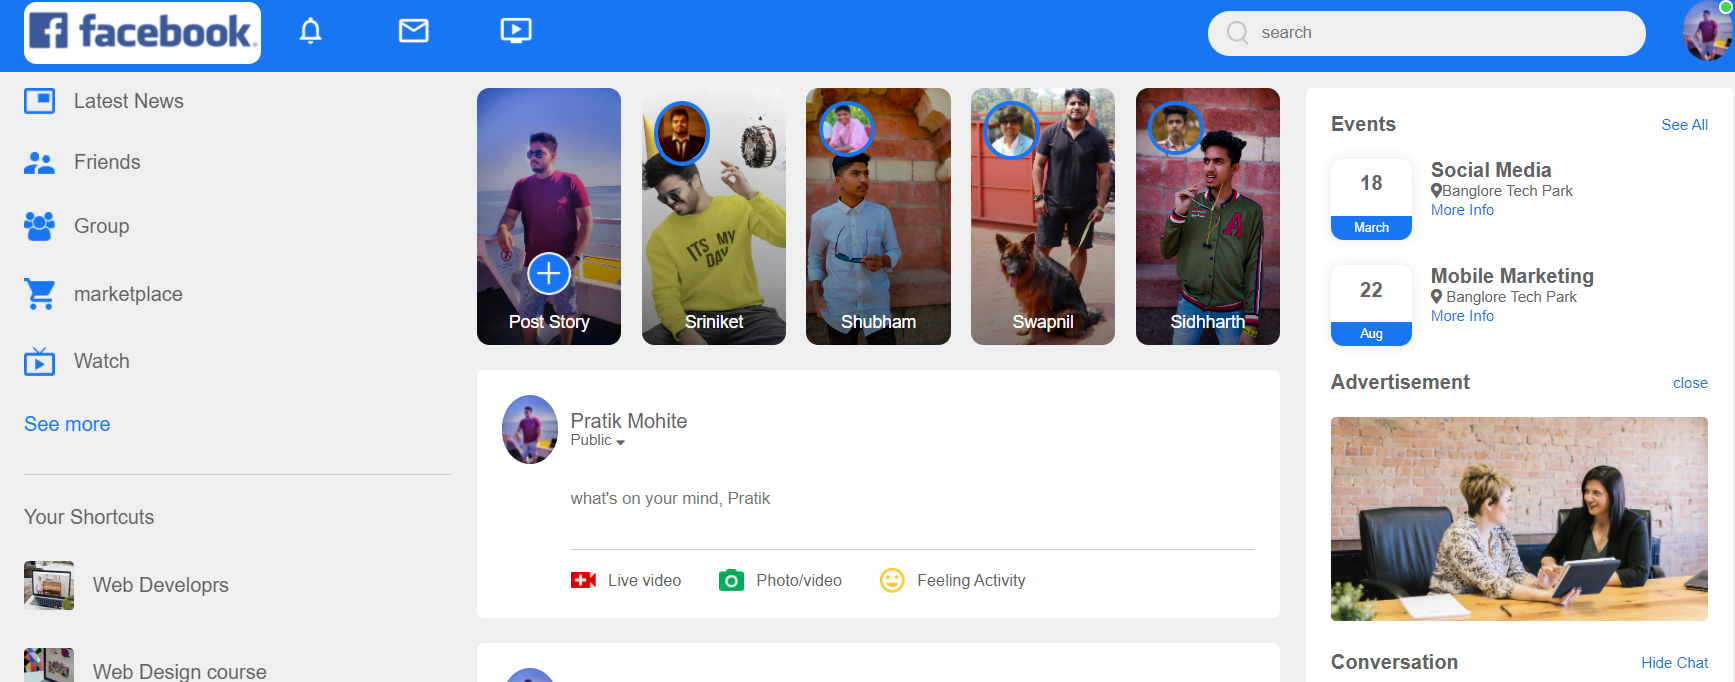 facebook.
search
Latest News
Friends
Group
marketplace
Watch
See more
Your Shortcuts
Web Developrs
Web Design course
Post Story
Sriniket
ITS MY
DAY
Shubham
Swapnil
A
Sidhharth
Pratik Mohite
Public
what's on your mind, Pratik
Live video
Photo/video
Feeling Activity
Events
See All
18
March
Social Media
Banglore Tech Park
More Info
22
Aug
Mobile Marketing
Banglore Tech Park
More Info
Advertisement
close
Conversation
Hide Chat